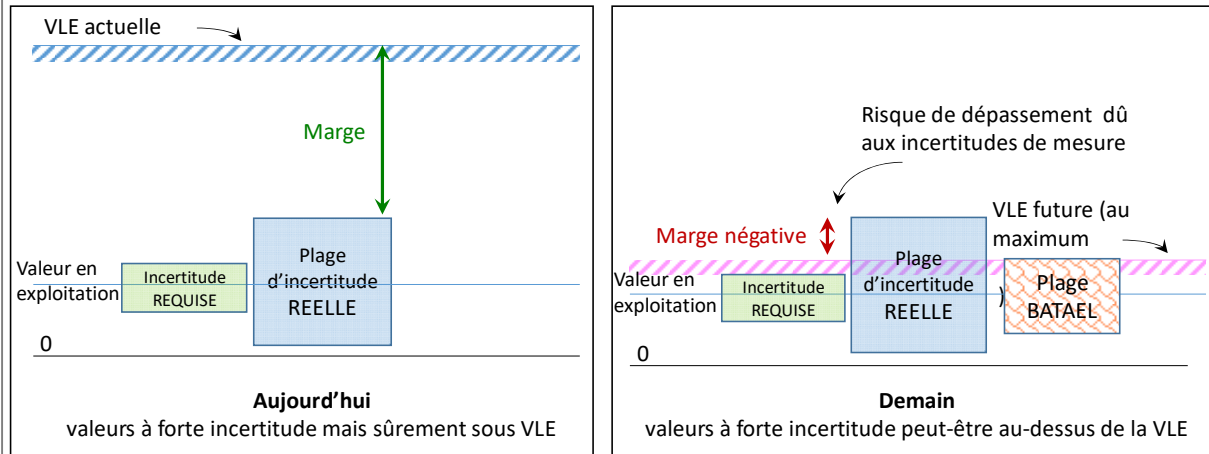 VLE actuelle
Marge
Valeur en
exploitation
Incertitude
REQUISE
Plage
d'incertitude
REELLE
0
Aujourd'hui
valeurs à forte incertitude mais sûrement sous VLE
Risque de dépassement dû
aux incertitudes de mesure
VLE future (au
maximum
)
Marge négative
Valeur en
exploitation
Incertitude
REQUISE
Plage
d'incertitude
REELLE
Plage
BATAEL
0
Demain
valeurs à forte incertitude peut-être au-dessus de la VLE